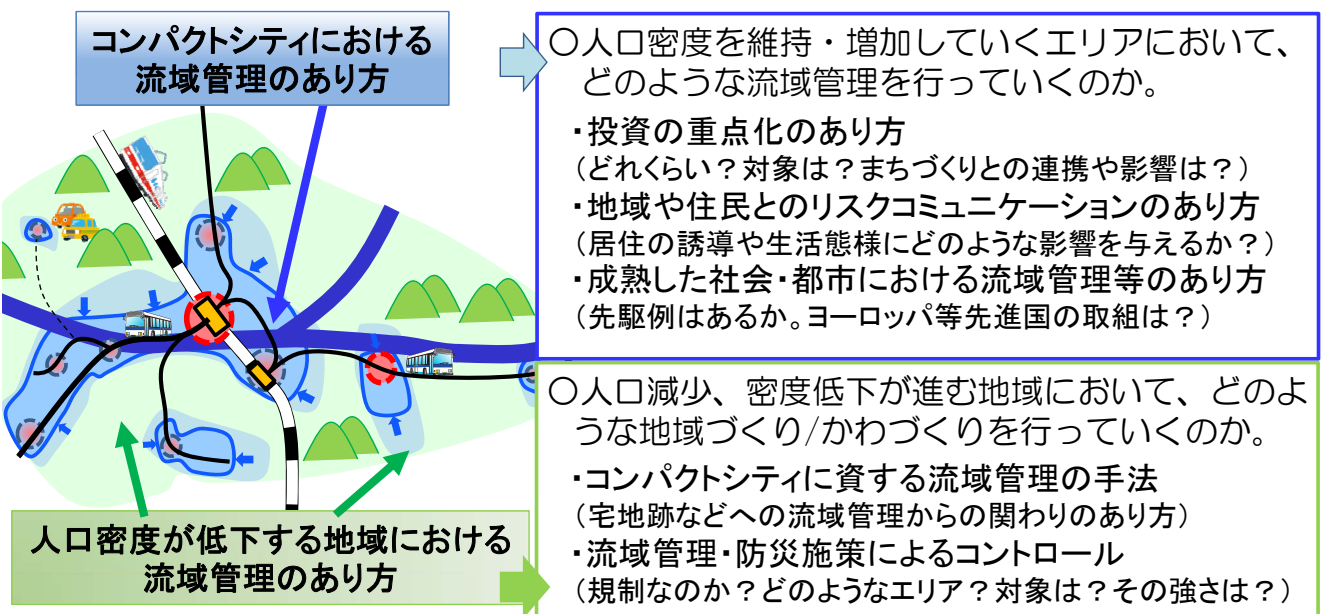 コンパクトシティにおける
流域管理のあり方
○人口密度を維持・増加していくエリアにおいて、
どのような流域管理を行っていくのか。
・投資の重点化のあり方
（どれくらい？対象は？まちづくりとの連携や影響は？）
・地域や住民とのリスクコミュニケーションのあり方
（居住の誘導や生活態様にどのような影響を与えるか？）
・成熟した社会・都市における流域管理等のあり方
（先駆例はあるか。ヨーロッパ等先進国の取組は？）
人口密度が低下する地域における
流域管理のあり方
○人口減少、密度低下が進む地域において、どのよ
うな地域づくり/かわづくりを行っていくのか。
・コンパクトシティに資する流域管理の手法
（宅地跡などへの流域管理からの関わりのあり方）
・流域管理・防災施策によるコントロール
（規制なのか？どのようなエリア？対象は？その強さは？）